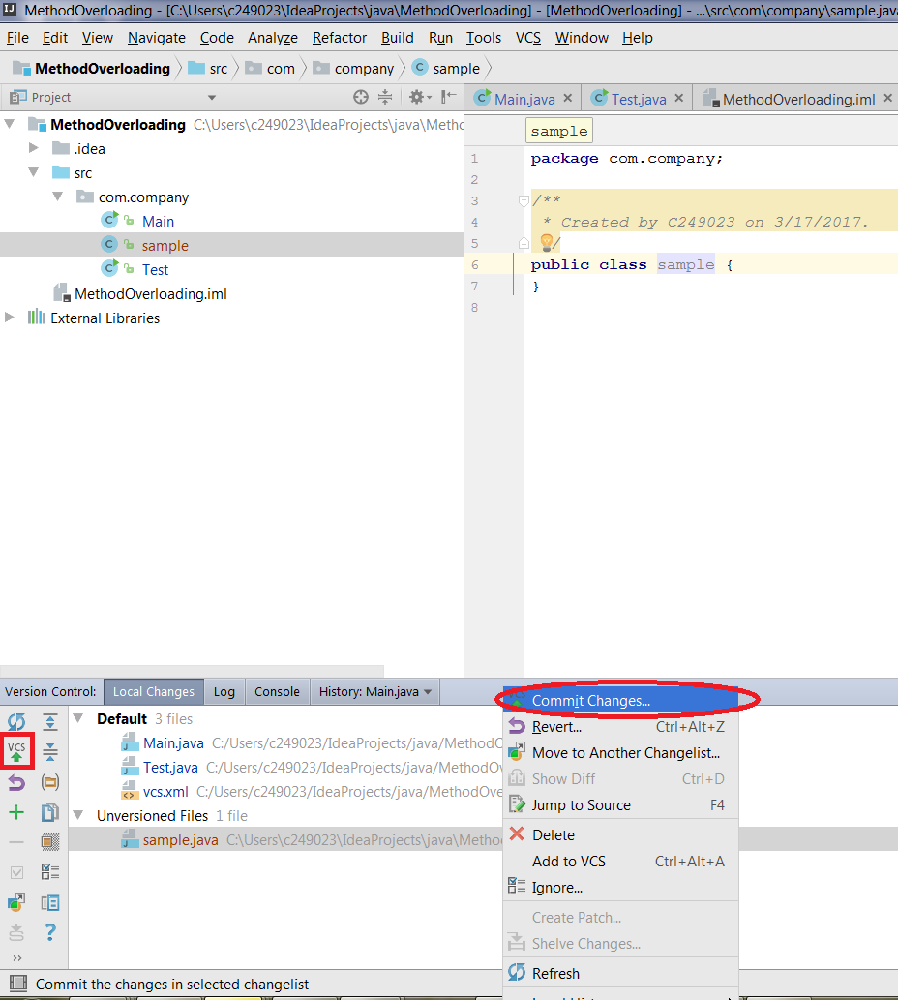 MethodOverloading - [C:\Users\c249023\IdeaProjects\java\MethodOverloading] - [MethodOverloading] - ...\src\com\company\sample.java
File Edit View Navigate Code Analyze Refactor Build Run Tools VCS Window Help
MethodOverloading src com company sample
Project
Main.java Test.java MethodOverloading.iml
MethodOverloading C:\Users\c249023\IdeaProjects\java\Metho
.idea
src
com.company
Main
sample
Test
MethodOverloading.iml
External Libraries
sample
1 package com.company;
2
3 /**
4 * Created by C249023 on 3/17/2017.
5 */
6 public class sample {
7 }
8
Version Control: Local Changes Log Console History: Main.java
Default 3 files
Main.java C:/Users/c249023/IdeaProjects/java/MethodO
Test.java C:/Users/c249023/IdeaProjects/java/MethodOv
vcs.xml C:/Users/c249023/IdeaProjects/java/MethodOve
Unversioned Files 1 file
sample.java C:\Users\c249023\IdeaProjects\java\Metho
VCS
Commit Changes...
Revert... Ctrl+Alt+Z
Move to Another Changelist...
Show Diff Ctrl+D
Jump to Source F4
Delete
Add to VCS Ctrl+Alt+A
Ignore...
Create Patch...
Shelve Changes...
Refresh
Commit the changes in selected changelist